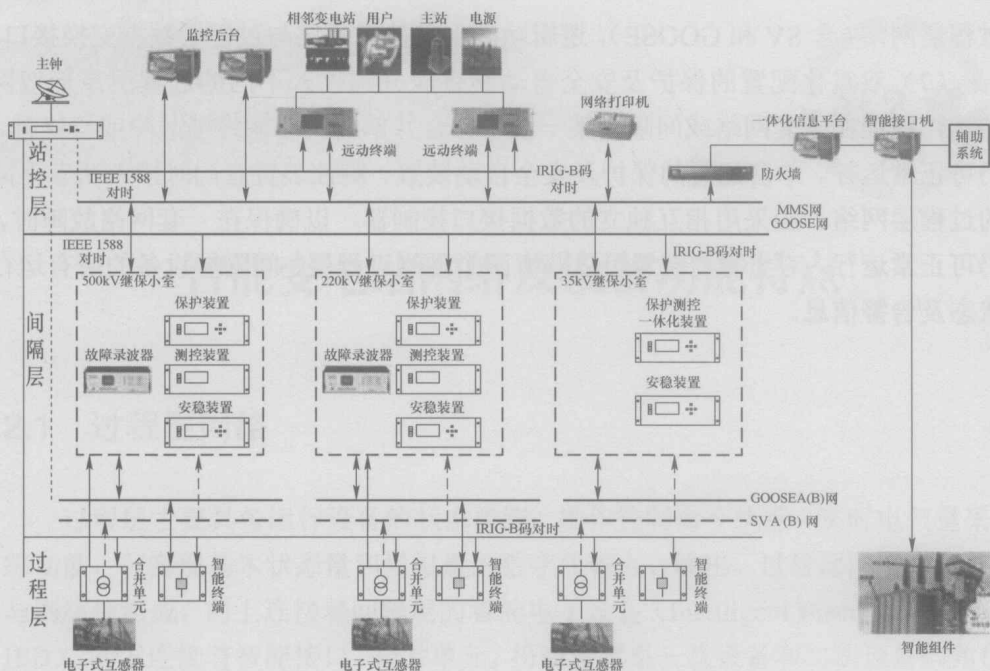 相邻变电站 用户 主站 电源
监控后台
主钟
网络打印机
一体化信息平台 智能接口机
辅助
系统
远动终端 远动终端
防火墙
IEEE 1588
对时
IRIG-B码
对时
站控层
MMS网
GOOSE网
IEEE 1588
对时
IRIG-B码对时
500kV继保小室 220kV继保小室 35kV继保小室
保护装置 保护装置 保护测控
一体化装置
故障录波器 测控装置 故障录波器 测控装置
安稳装置 安稳装置 安稳装置
间隔层
GOOSEA(B)网
SV A (B) 网
IRIG-B码对时
过程层
合并单元 智能终端 合并单元 智能终端 合并单元 智能终端
电子式互感器 电子式互感器 电子式互感器
智能组件